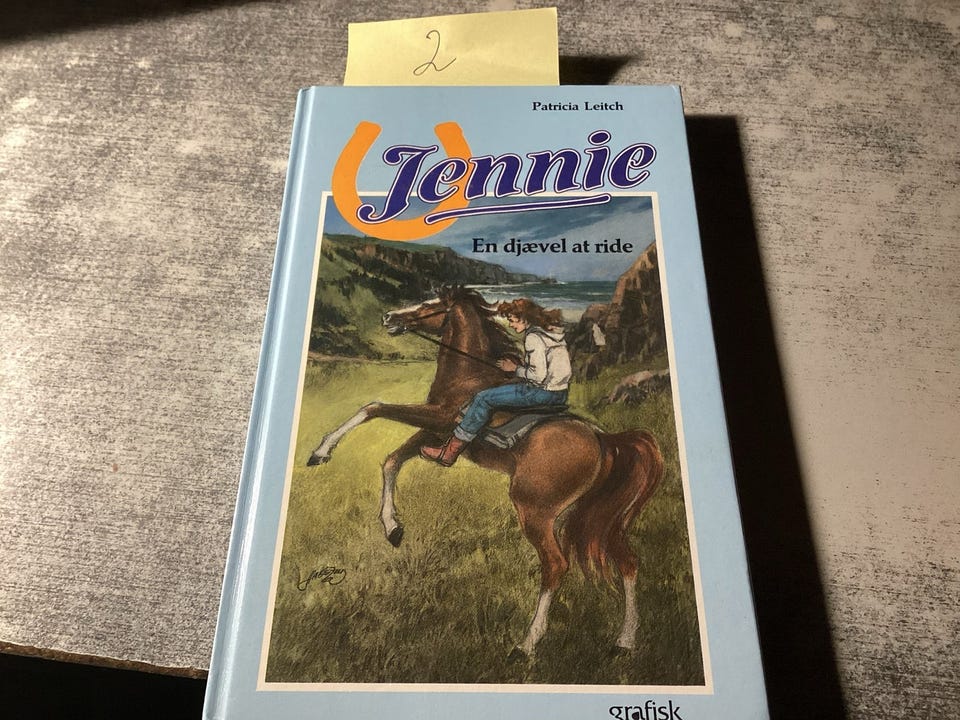 2
Patricia Leitch
Jennie
En djævel at ride
grafisk